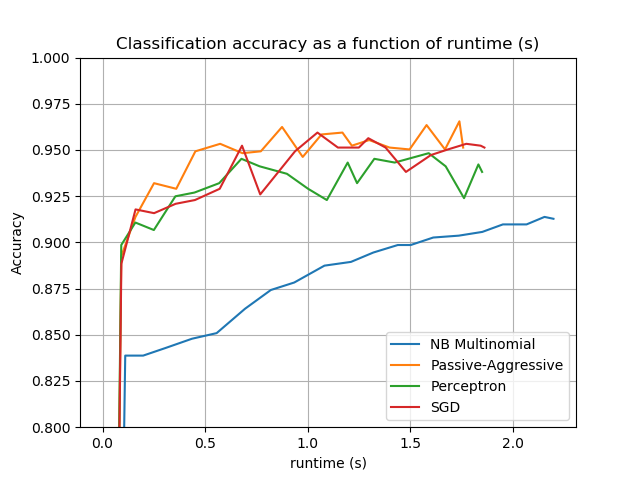 Classification accuracy as a function of runtime (s)
1.000
0.975
0.950
0.925
0.900
0.875
0.850
0.825
0.800
Accuracy
NB Multinomial
Passive-Aggressive
Perceptron
SGD
0.0 0.5 1.0 1.5 2.0
runtime (s)